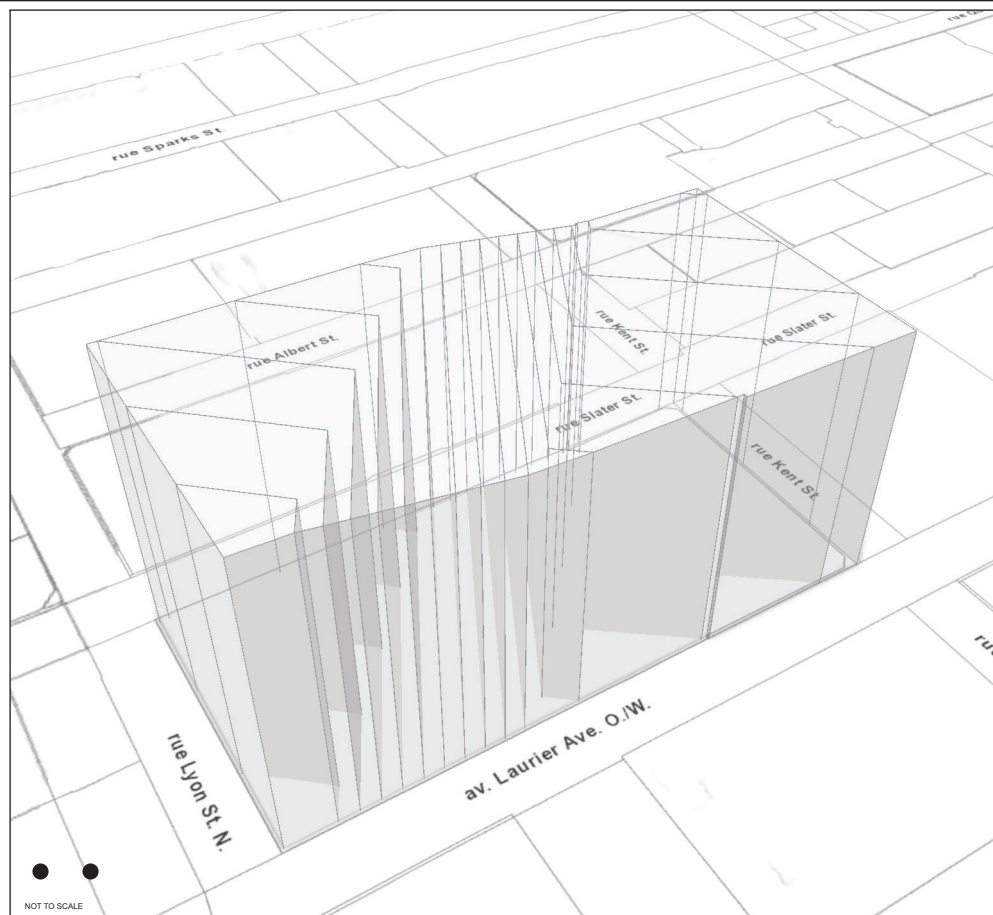 rue Sparks St.
rue Albert St.
rue Kent St.
rue Slater St.
rue Slater St.
rue Kent St.
av. Laurier Ave. O./W.
rue Lyon St. N.
NOT TO SCALE